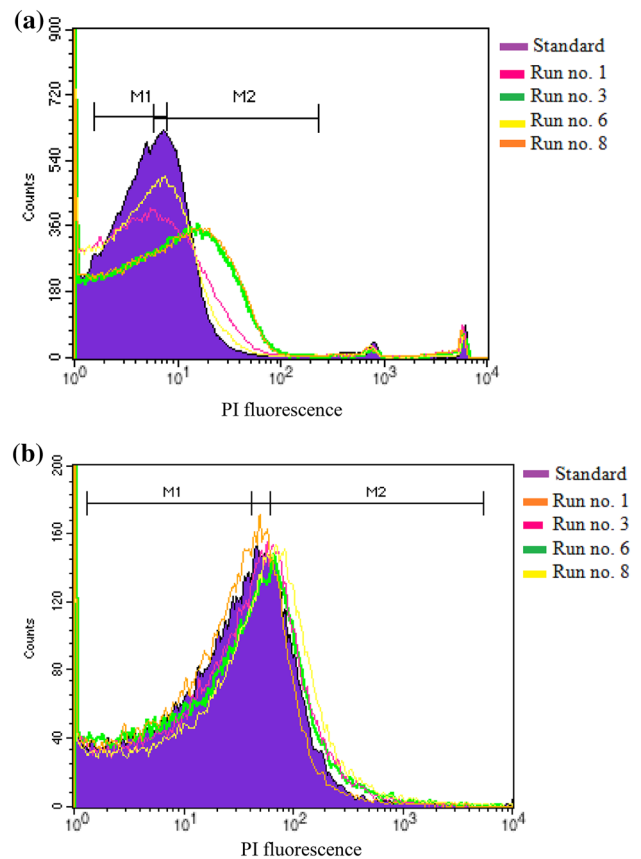 (a)
900
720
540
360
180
0
Counts
M1
M2
10⁰
10¹
10²
10³
10⁴
PI fluorescence
Standard
Run no. 1
Run no. 3
Run no. 6
Run no. 8
(b)
200
160
120
80
40
0
Counts
M1
M2
10⁰
10¹
10²
10³
10⁴
PI fluorescence
Standard
Run no. 1
Run no. 3
Run no. 6
Run no. 8